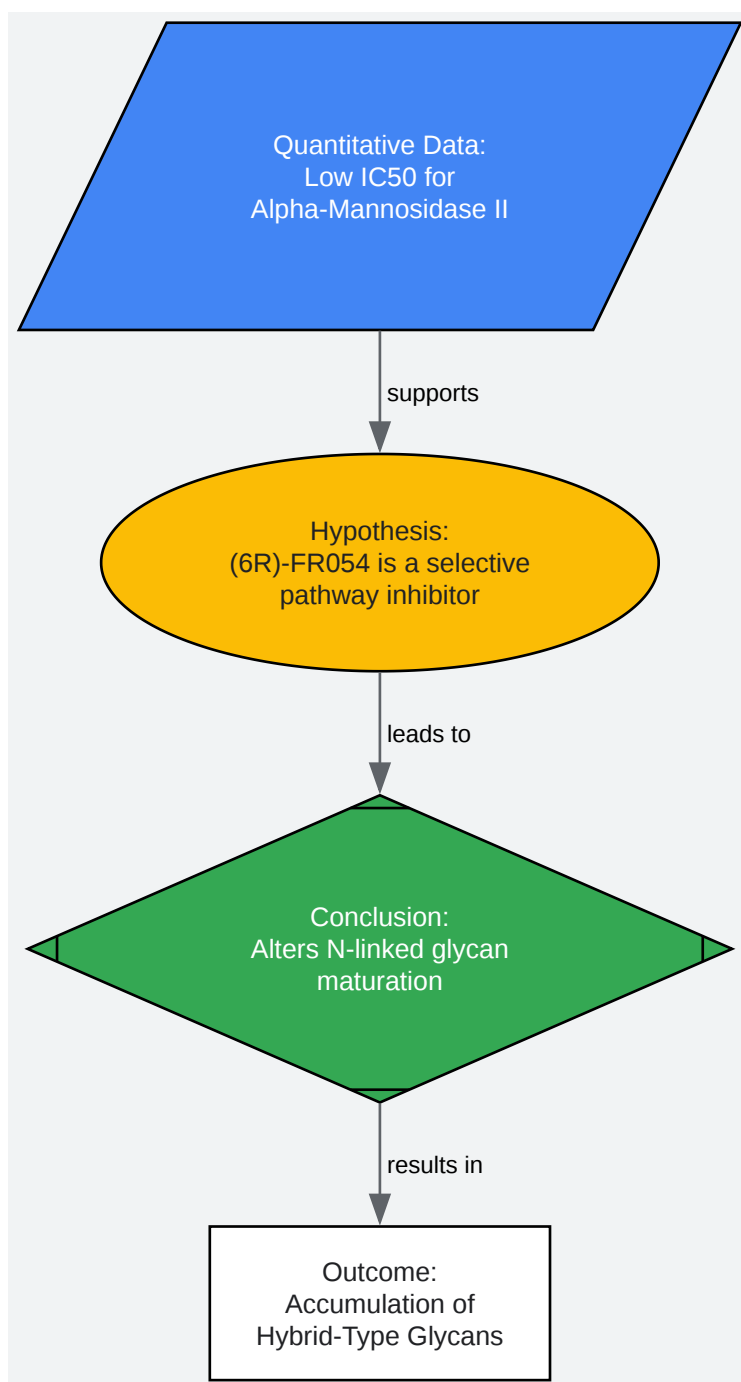 Quantitative Data:
Low IC50 for
Alpha-Mannosidase II
supports
Hypothesis:
(6R)-FR054 is a selective
pathway inhibitor
leads to
Conclusion:
Alters N-linked glycan
maturation
results in
Outcome:
Accumulation of
Hybrid-Type Glycans